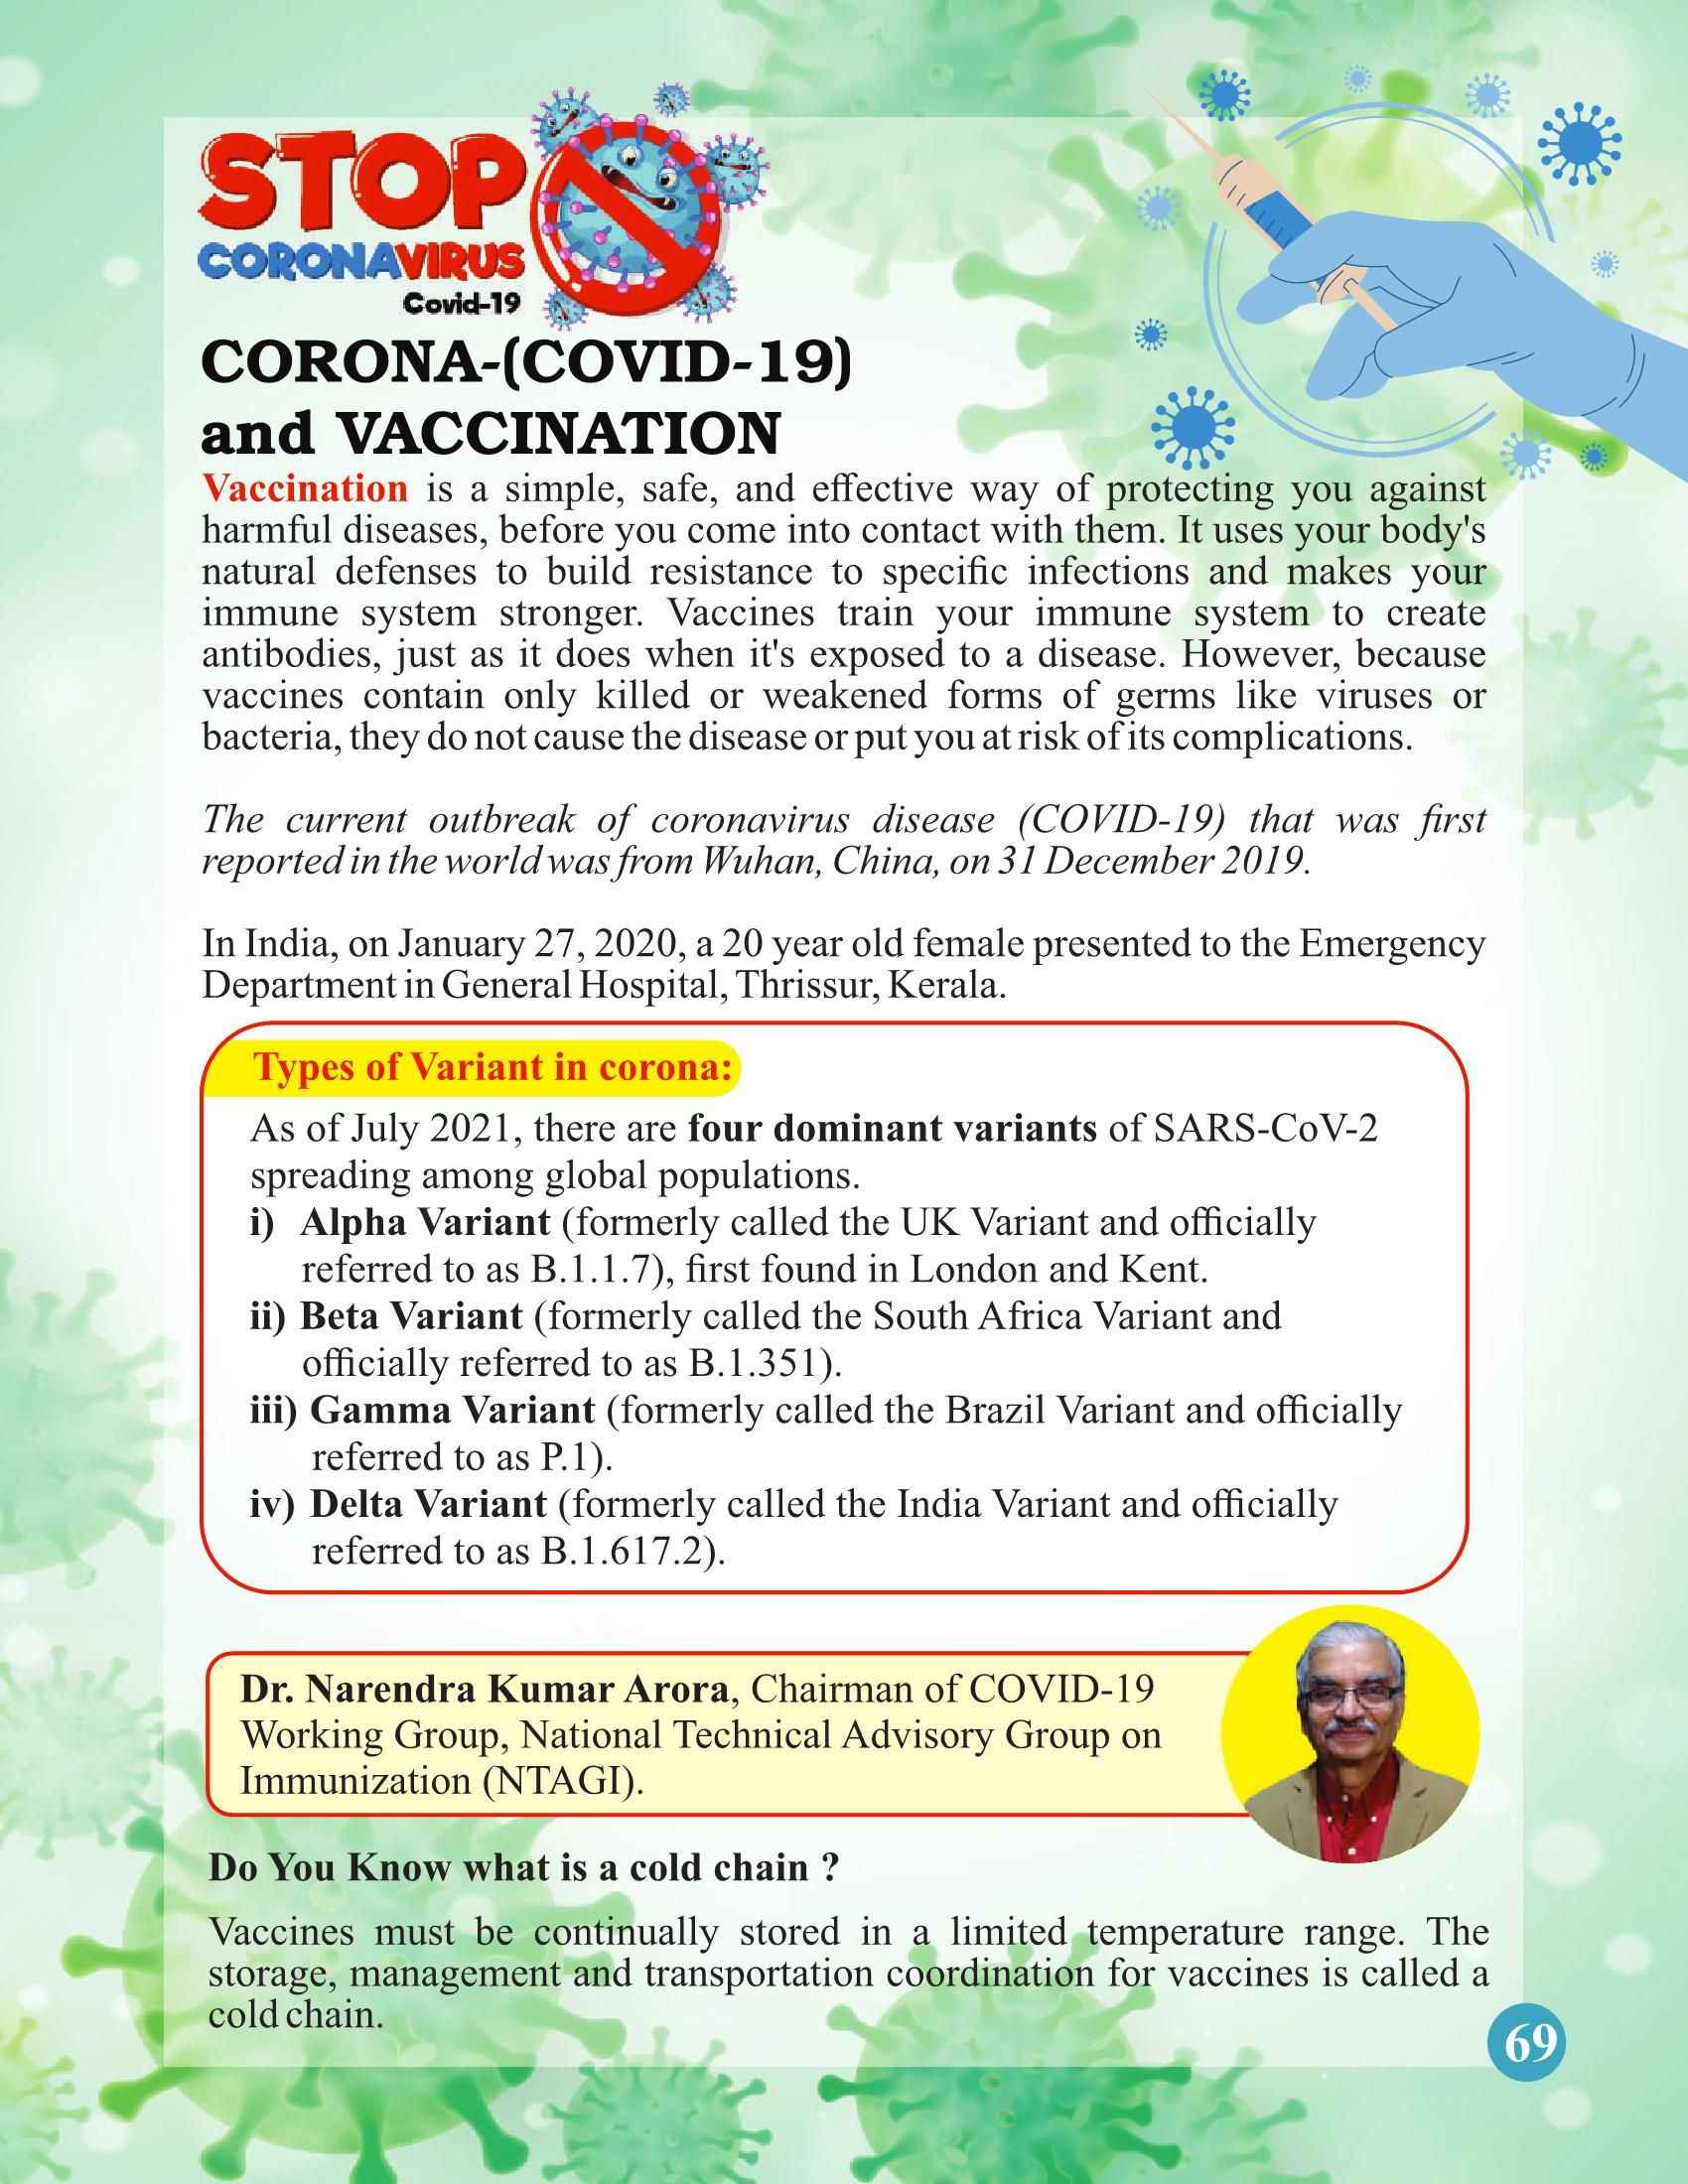 STOP
CORONAVIRUS
Covid-19
CORONA-(COVID-19)
and VACCINATION
Vaccination is a simple, safe, and effective way of protecting you against
harmful diseases, before you come into contact with them. It uses your body's
natural defenses to build resistance to specific infections and makes your
immune system stronger. Vaccines train your immune system to create
antibodies, just as it does when it's exposed to a disease. However, because
vaccines contain only killed or weakened forms of germs like viruses or
bacteria, they do not cause the disease or put you at risk of its complications.
The current outbreak of coronavirus disease (COVID-19) that was first
reported in the world was from Wuhan, China, on 31 December 2019.
In India, on January 27, 2020, a 20 year old female presented to the Emergency
Department in General Hospital, Thrissur, Kerala.
Types of Variant in corona:
As of July 2021, there are four dominant variants of SARS-CoV-2
spreading among global populations.
i) Alpha Variant (formerly called the UK Variant and officially
referred to as B.1.1.7), first found in London and Kent.
ii) Beta Variant (formerly called the South Africa Variant and
officially referred to as B.1.351).
iii) Gamma Variant (formerly called the Brazil Variant and officially
referred to as P.1).
iv) Delta Variant (formerly called the India Variant and officially
referred to as B.1.617.2).
Dr. Narendra Kumar Arora, Chairman of COVID-19
Working Group, National Technical Advisory Group on
Immunization (NTAGI).
Do You Know what is a cold chain ?
Vaccines must be continually stored in a limited temperature range. The
storage, management and transportation coordination for vaccines is called a
cold chain.
69